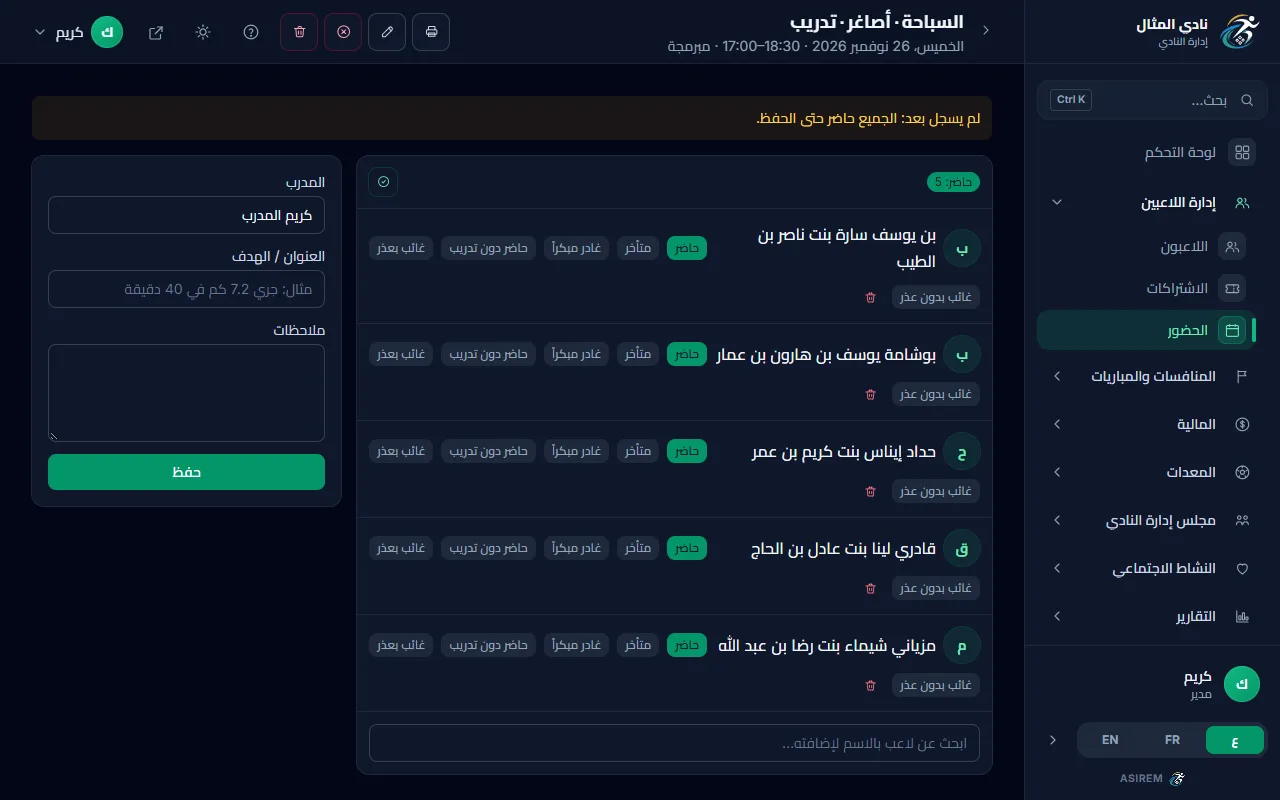 نادي المثال
إدارة النادي
بحث...
Ctrl K
لوحة التحكم
إدارة اللاعبين
اللاعبون
الاشتراكات
الحضور
المنافسات والمباريات
المالية
المعدات
مجلس إدارة النادي
النشاط الاجتماعي
التقارير
ك
كريم
مدير
ع
FR
EN
ASIREM
السباحة · أصاغر · تدريب
الخميس، 26 نوفمبر 2026 · 17:00–18:30 · مبرمجة
ك
كريم
لم يسجل بعد: الجميع حاضر حتى الحفظ.
حاضر: 5
ب
بن يوسف سارة بنت ناصر بن
الطيب
حاضر
متأخر
غادر مبكراً
حاضر دون تدريب
غائب بعذر
غائب بدون عذر
ب
بوشامة يوسف بن هارون بن عمار
حاضر
متأخر
غادر مبكراً
حاضر دون تدريب
غائب بعذر
غائب بدون عذر
ح
حداد إيناس بنت كريم بن عمر
حاضر
متأخر
غادر مبكراً
حاضر دون تدريب
غائب بعذر
غائب بدون عذر
ق
قادري لينا بنت عادل بن الحاج
حاضر
متأخر
غادر مبكراً
حاضر دون تدريب
غائب بعذر
غائب بدون عذر
م
مزياني شيماء بنت رضا بن عبد الله
حاضر
متأخر
غادر مبكراً
حاضر دون تدريب
غائب بعذر
غائب بدون عذر
ابحث عن لاعب بالاسم لإضافته...
المدرب
كريم المدرب
العنوان / الهدف
مثال: جري 7.2 كم في 40 دقيقة
ملاحظات
حفظ